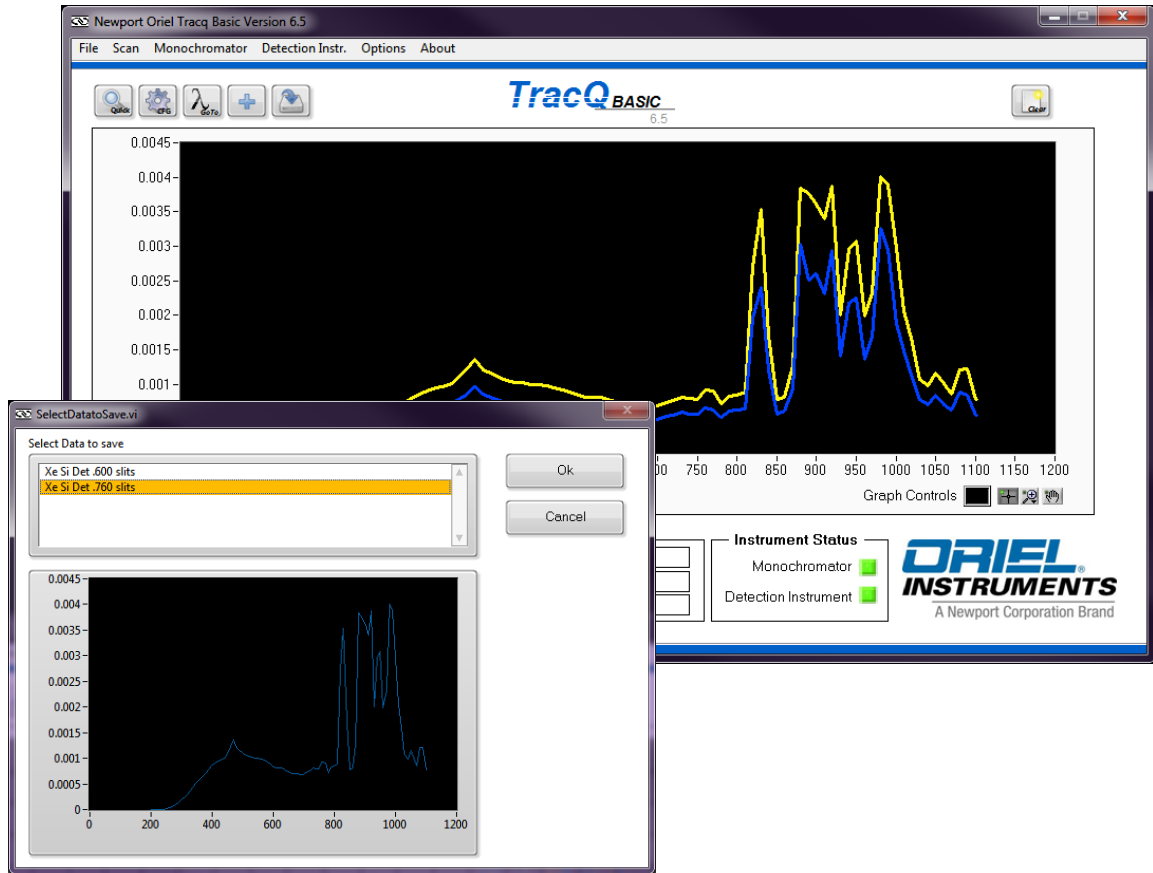 Newport Oriel Tracq Basic Version 6.5
File Scan Monochromator Detection Instr. Options About
Quick CFG λ GoTo TracQ BASIC Clear
6.5
0.0045
0.004
0.0035
0.003
0.0025
0.002
0.0015
0.001
750 800 850 900 950 1000 1050 1100 1150 1200
Graph Controls
Instrument Status
Monochromator
Detection Instrument
ORIEL®
INSTRUMENTS
A Newport Corporation Brand
SelectDatatoSave.vi
Select Data to save
Xe Si Det .600 slits
Xe Si Det .760 slits
Ok
Cancel
0.0045
0.004
0.0035
0.003
0.0025
0.002
0.0015
0.001
0.0005
0
0 200 400 600 800 1000 1200